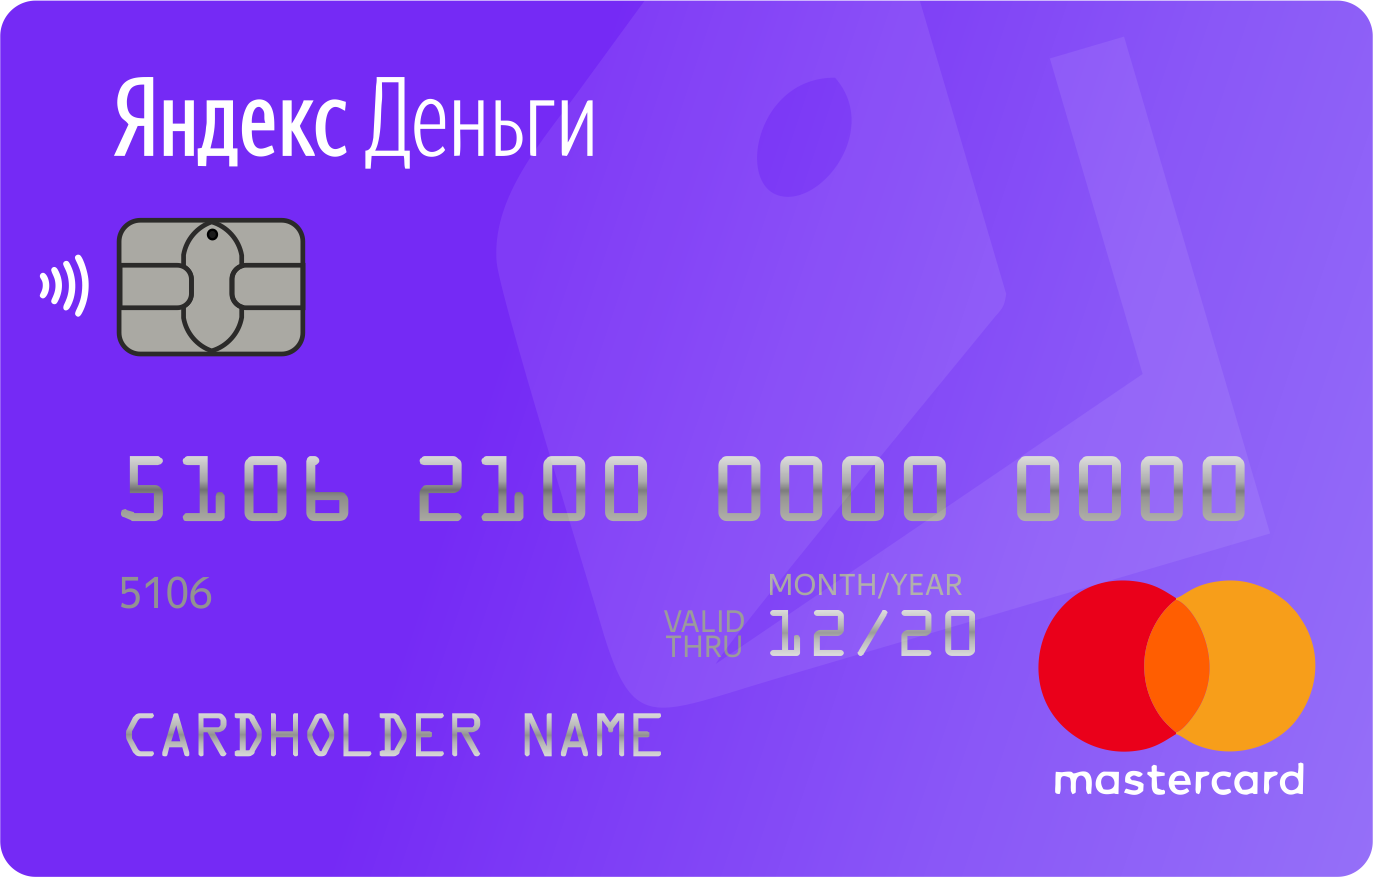 Яндекс Деньги
5106 2100 0000 0000
5106
MONTH/YEAR
VALID THRU 12/20
CARDHOLDER NAME
mastercard